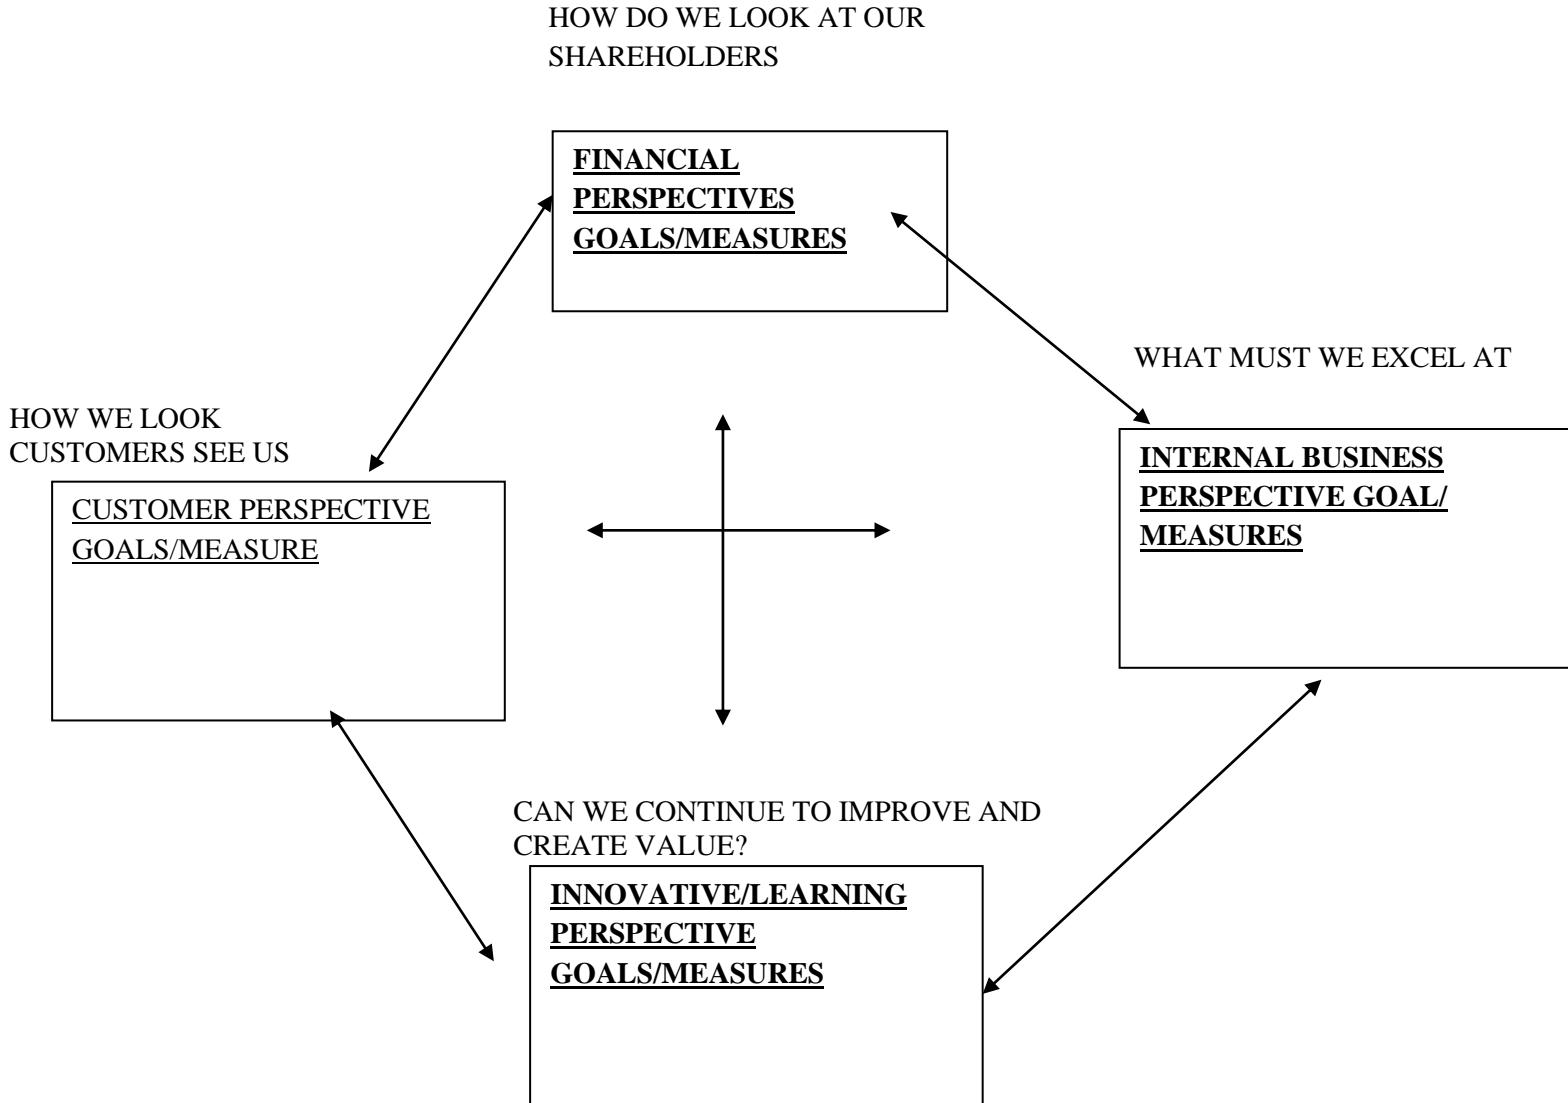 HOW DO WE LOOK AT OUR
SHAREHOLDERS
FINANCIAL
PERSPECTIVES
GOALS/MEASURES
WHAT MUST WE EXCEL AT
HOW WE LOOK
CUSTOMERS SEE US
INTERNAL BUSINESS
PERSPECTIVE GOAL/
MEASURES
CUSTOMER PERSPECTIVE
GOALS/MEASURE
CAN WE CONTINUE TO IMPROVE AND
CREATE VALUE?
INNOVATIVE/LEARNING
PERSPECTIVE
GOALS/MEASURES